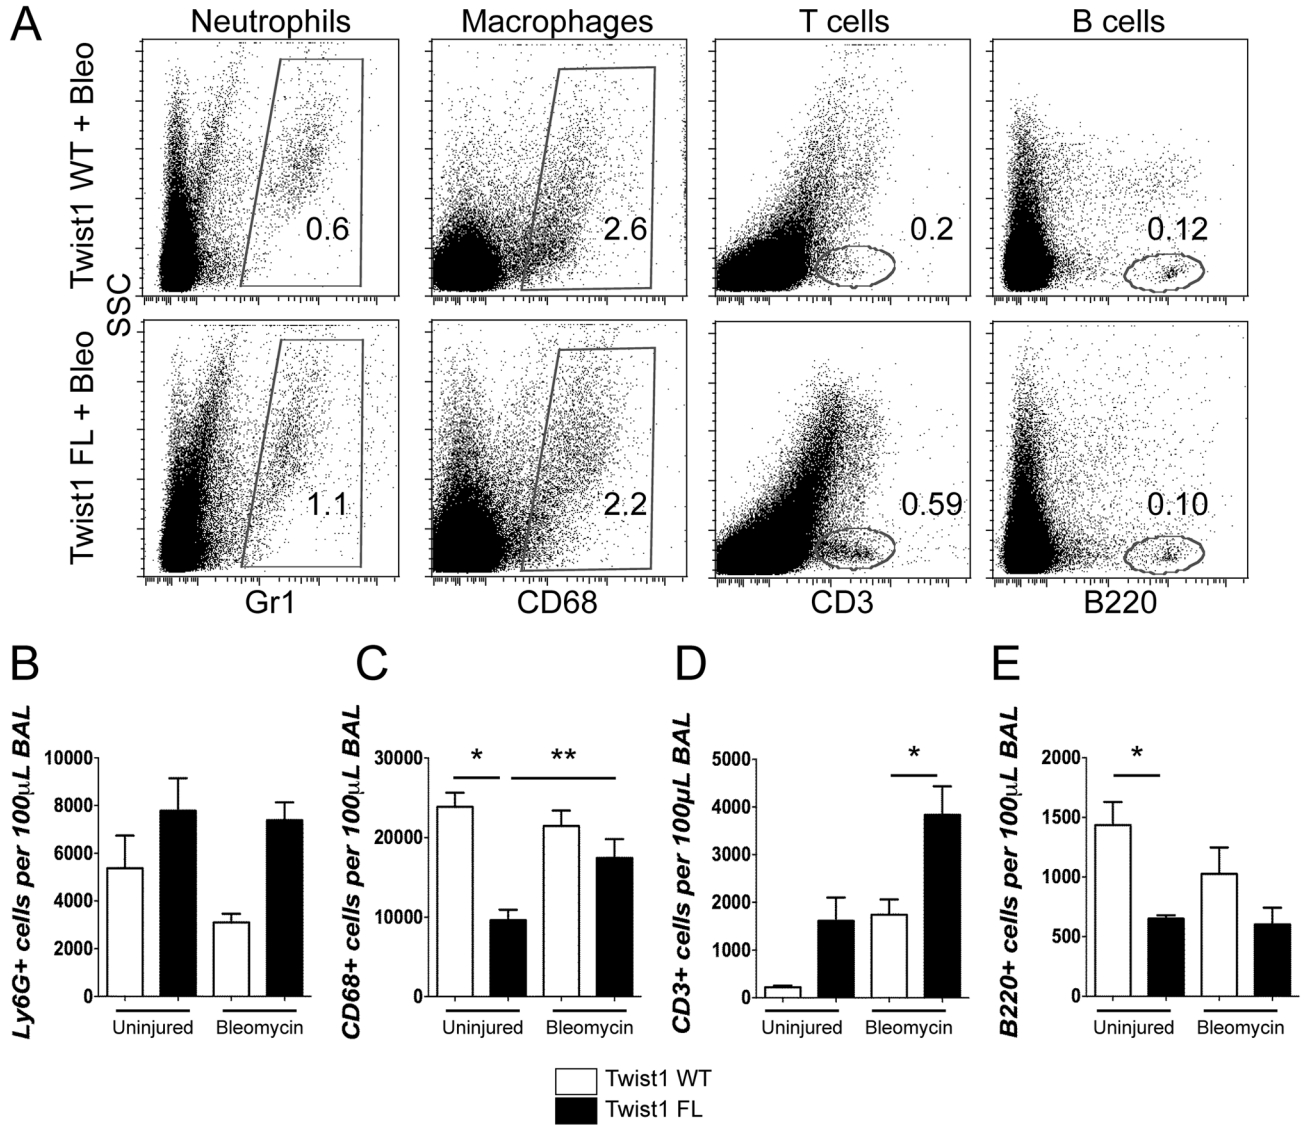 A
Neutrophils
Macrophages
T cells
B cells
Twist1 WT + Bleo
0.6
2.6
0.2
0.12
SSC
Twist1 FL + Bleo
1.1
2.2
0.59
0.10
Gr1
CD68
CD3
B220
B
Ly6G+ cells per 100μL BAL
10000
8000
6000
4000
2000
0
Uninjured
Bleomycin
C
CD68+ cells per 100μL BAL
30000
20000
10000
0
*
**
Uninjured
Bleomycin
D
CD3+ cells per 100μL BAL
5000
4000
3000
2000
1000
0
*
Uninjured
Bleomycin
E
B220+ cells per 100μL BAL
2000
1500
1000
500
0
*
Uninjured
Bleomycin
Twist1 WT
Twist1 FL